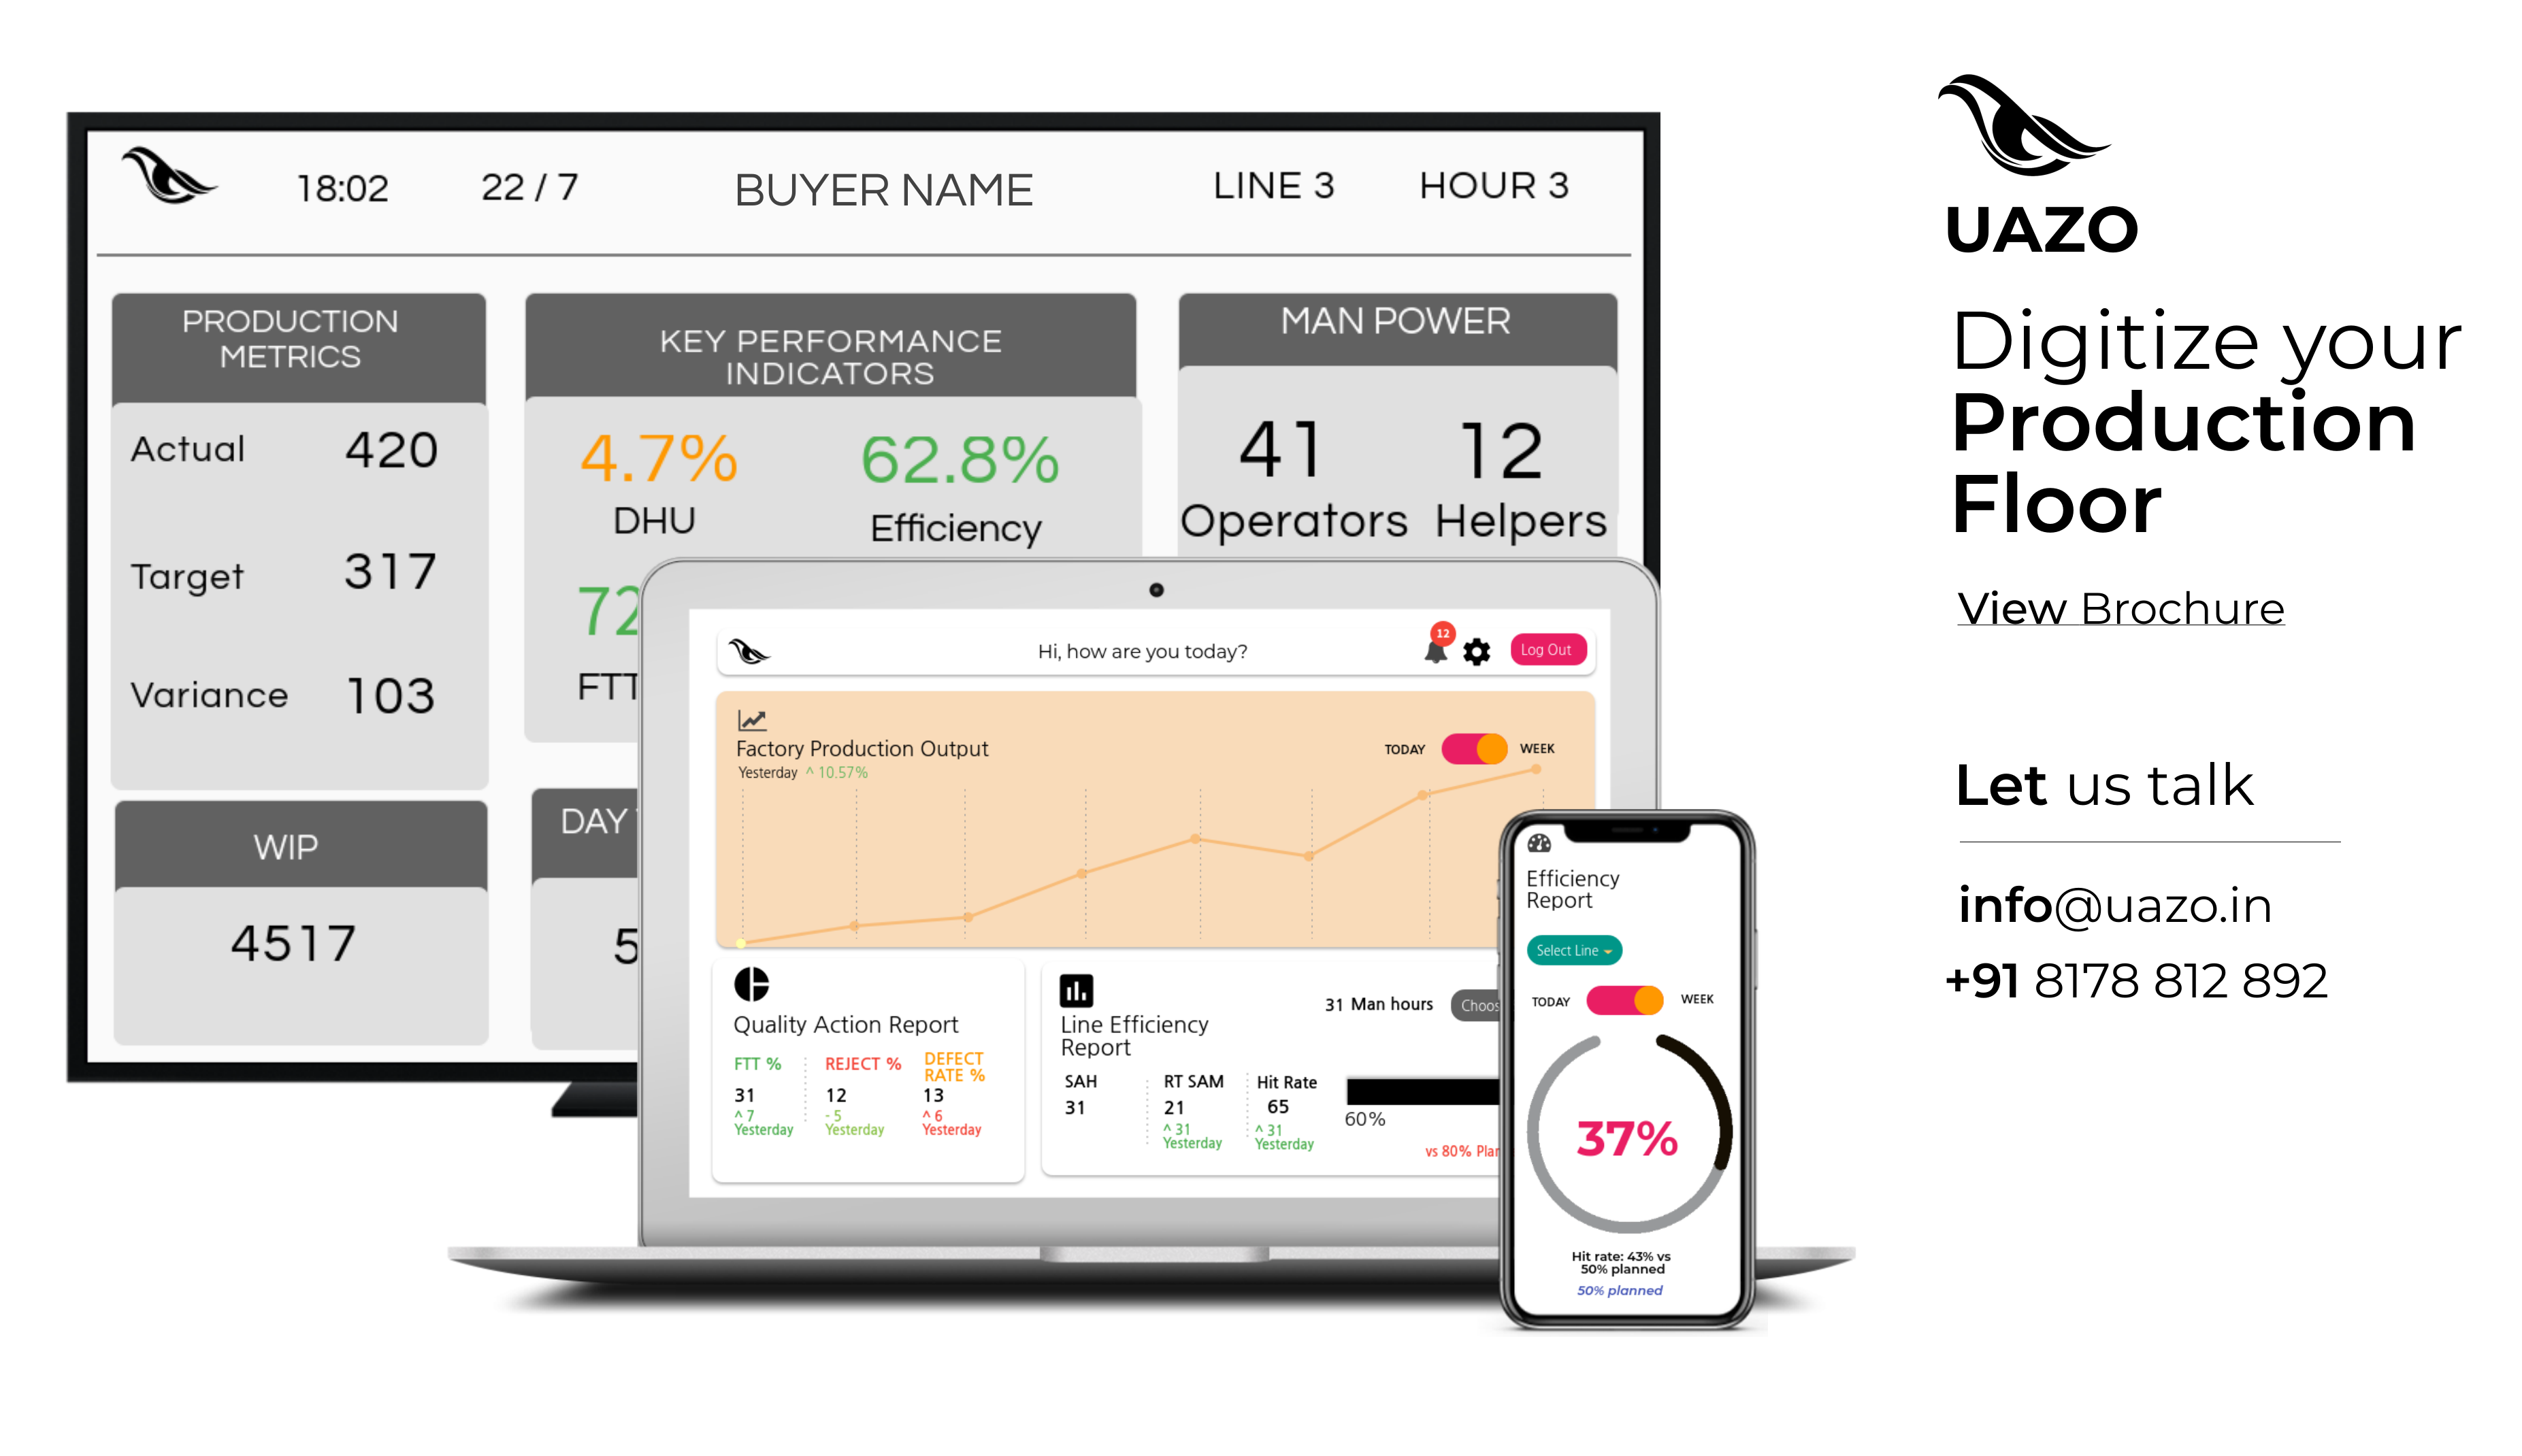 18:02
22 / 7
BUYER NAME
LINE 3
HOUR 3
PRODUCTION
METRICS
Actual 420
Target 317
Variance 103
KEY PERFORMANCE
INDICATORS
4.7%
DHU
62.8%
Efficiency
72
FTT
MAN POWER
41
Operators
12
Helpers
WIP
4517
DAY
5
Hi, how are you today?
12
Log Out
Factory Production Output
Yesterday ^ 10.57%
TODAY
WEEK
Quality Action Report
FTT %
31
^ 7
Yesterday
REJECT %
12
- 5
Yesterday
DEFECT
RATE %
13
^ 6
Yesterday
Line Efficiency
Report
31 Man hours
SAH
31
RT SAM
21
^ 31
Yesterday
Hit Rate
65
^ 31
Yesterday
60%
vs 80%
Efficiency
Report
Select Line
TODAY
WEEK
37%
Hit rate: 43% vs
50% planned
50% planned
UAZO
Digitize your
Production
Floor
View Brochure
Let us talk
info@uazo.in
+91 8178 812 892